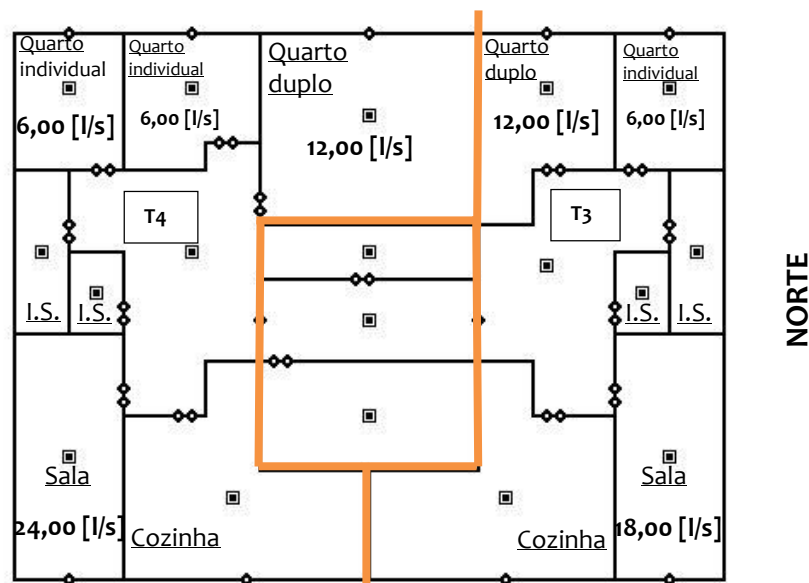 Quarto
individual
6,00 [l/s]
Quarto
individual
6,00 [l/s]
Quarto
duplo
12,00 [l/s]
Quarto
duplo
12,00 [l/s]
Quarto
individual
6,00 [l/s]
T4
T3
I.S.
I.S.
I.S.
I.S.
NORTE
Sala
24,00 [l/s]
Cozinha
Cozinha
Sala
18,00 [l/s]